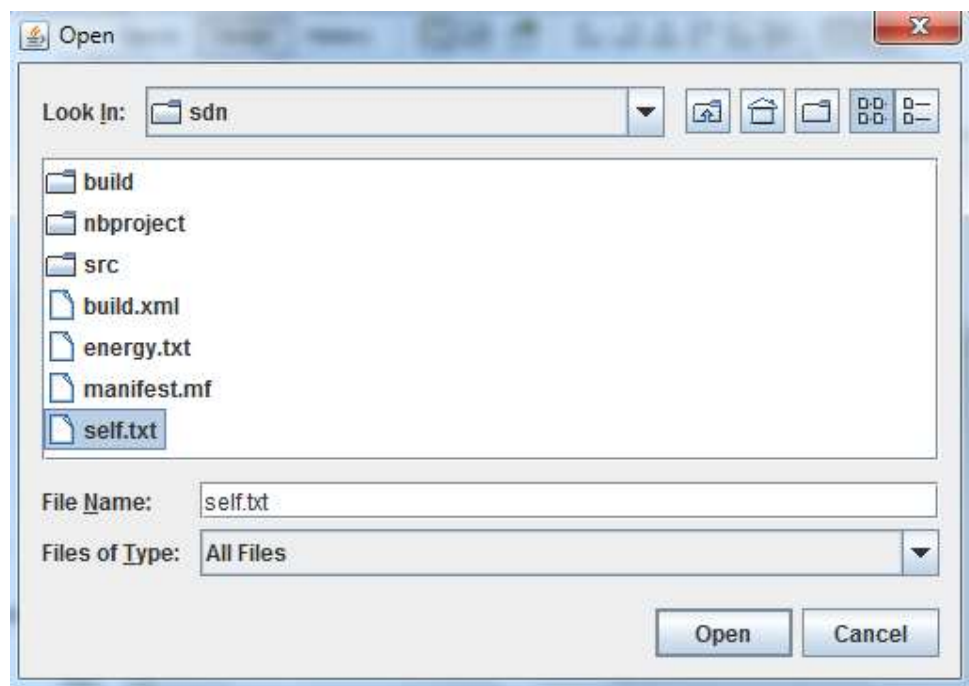 Open
Look In: sdn
build
nbproject
src
build.xml
energy.txt
manifest.mf
self.txt
File Name: self.txt
Files of Type: All Files
Open Cancel